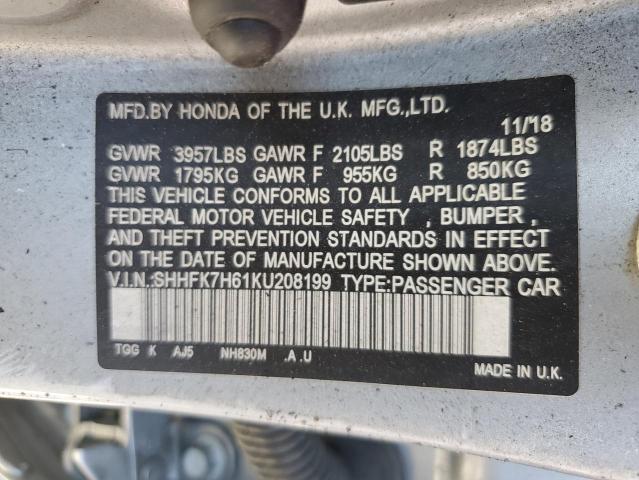 MFD.BY HONDA OF THE U.K. MFG.,LTD.
11/18
GVWR 3957LBS GAWR F 2105LBS R 1874LBS
GVWR 1795KG GAWR F 955KG R 850KG
THIS VEHICLE CONFORMS TO ALL APPLICABLE
FEDERAL MOTOR VEHICLE SAFETY , BUMPER ,
AND THEFT PREVENTION STANDARDS IN EFFECT
ON THE DATE OF MANUFACTURE SHOWN ABOVE.
V.I.N.:SHHFK7H61KU208199 TYPE:PASSENGER CAR
TGG K AJ5 NH830M .A .U
MADE IN U.K.